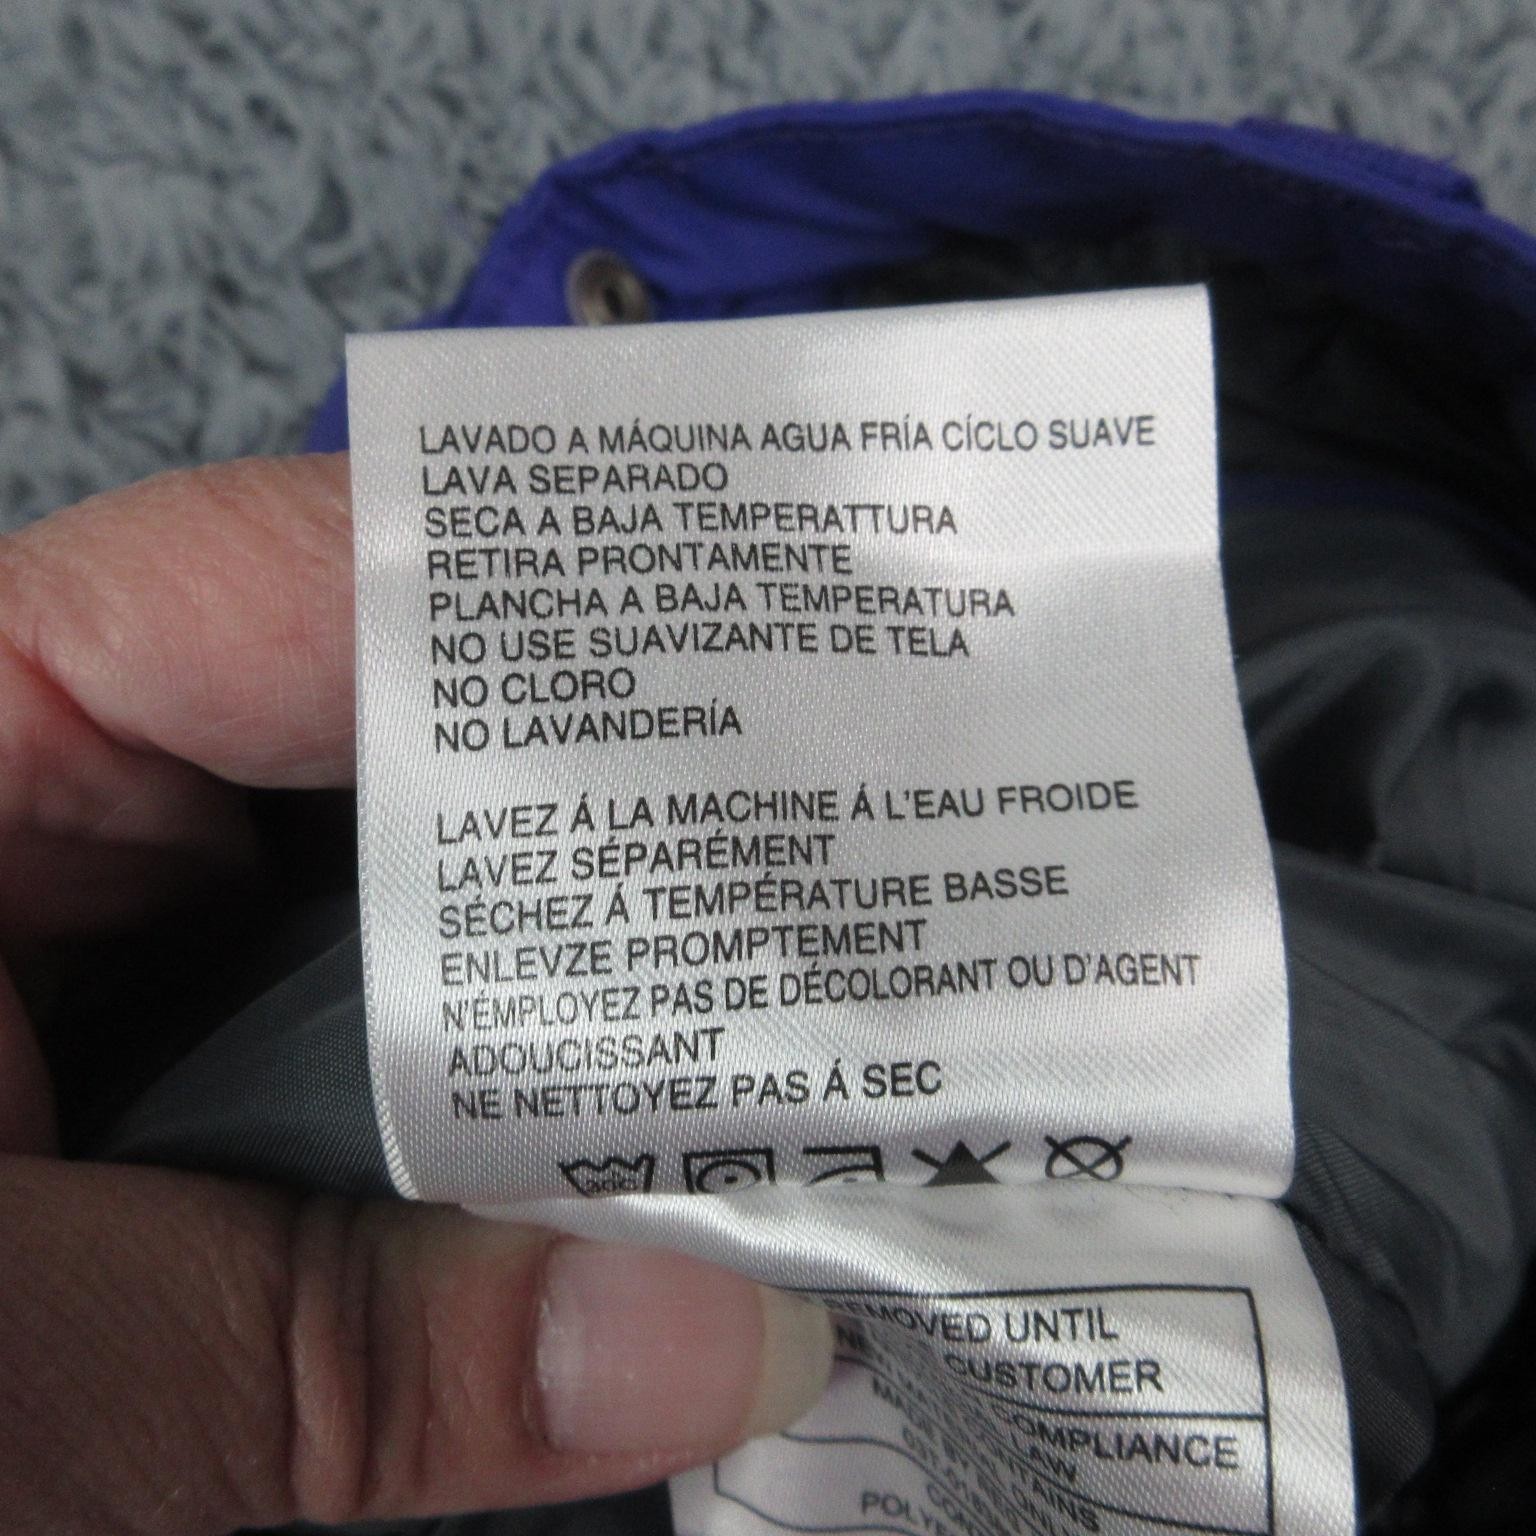 LAVADO A MÁQUINA AGUA FRÍA CÍCLO SUAVE
LAVA SEPARADO
SECA A BAJA TEMPERATTURA
RETIRA PRONTAMENTE
PLANCHA A BAJA TEMPERATURA
NO USE SUAVIZANTE DE TELA
NO CLORO
NO LAVANDERÍA
LAVEZ Á LA MACHINE Á L'EAU FROIDE
LAVEZ SÉPARÉMENT
SÉCHEZ Á TEMPÉRATURE BASSE
ENLEVZE PROMPTEMENT
N'ÉMPLOYEZ PAS DE DÉCOLORANT OU D'AGENT
ADOUCISSANT
NE NETTOYEZ PAS Á SEC
REMOVED UNTIL
CUSTOMER
COMPLIANCE
LAW